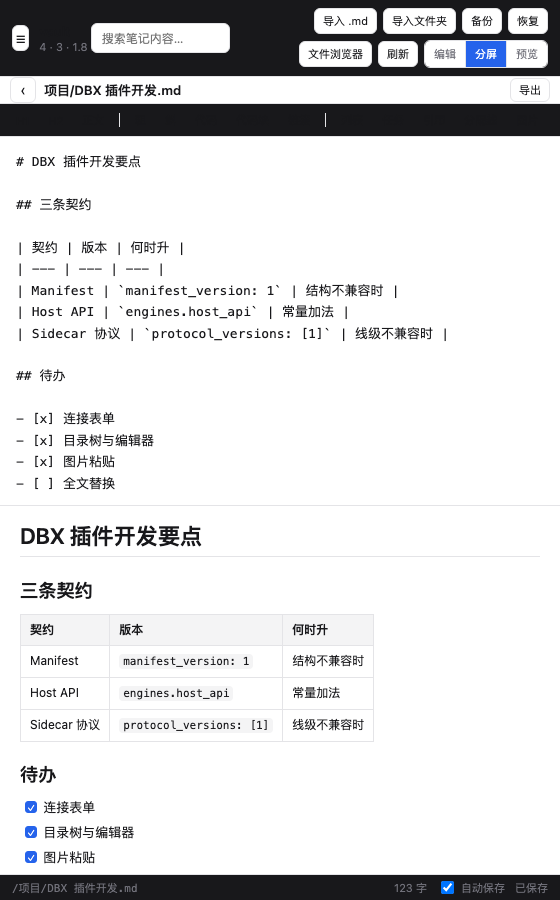 4 · 3 · 1.8
搜索笔记内容...
导入 .md
导入文件夹
备份
恢复
文件浏览器
刷新
编辑
分屏
预览
项目/DBX 插件开发.md
导出
# DBX 插件开发要点
## 三条契约
| 契约 | 版本 | 何时升 |
| --- | --- | --- |
| Manifest | `manifest_version: 1` | 结构不兼容时 |
| Host API | `engines.host_api` | 常量加法 |
| Sidecar 协议 | `protocol_versions: [1]` | 线级不兼容时 |
## 待办
- [x] 连接表单
- [x] 目录树与编辑器
- [x] 图片粘贴
- [ ] 全文替换
DBX 插件开发要点
三条契约
契约 版本 何时升
Manifest manifest_version: 1 结构不兼容时
Host API engines.host_api 常量加法
Sidecar 协议 protocol_versions: [1] 线级不兼容时
待办
连接表单
目录树与编辑器
图片粘贴
/项目/DBX 插件开发.md
123 字
自动保存
已保存